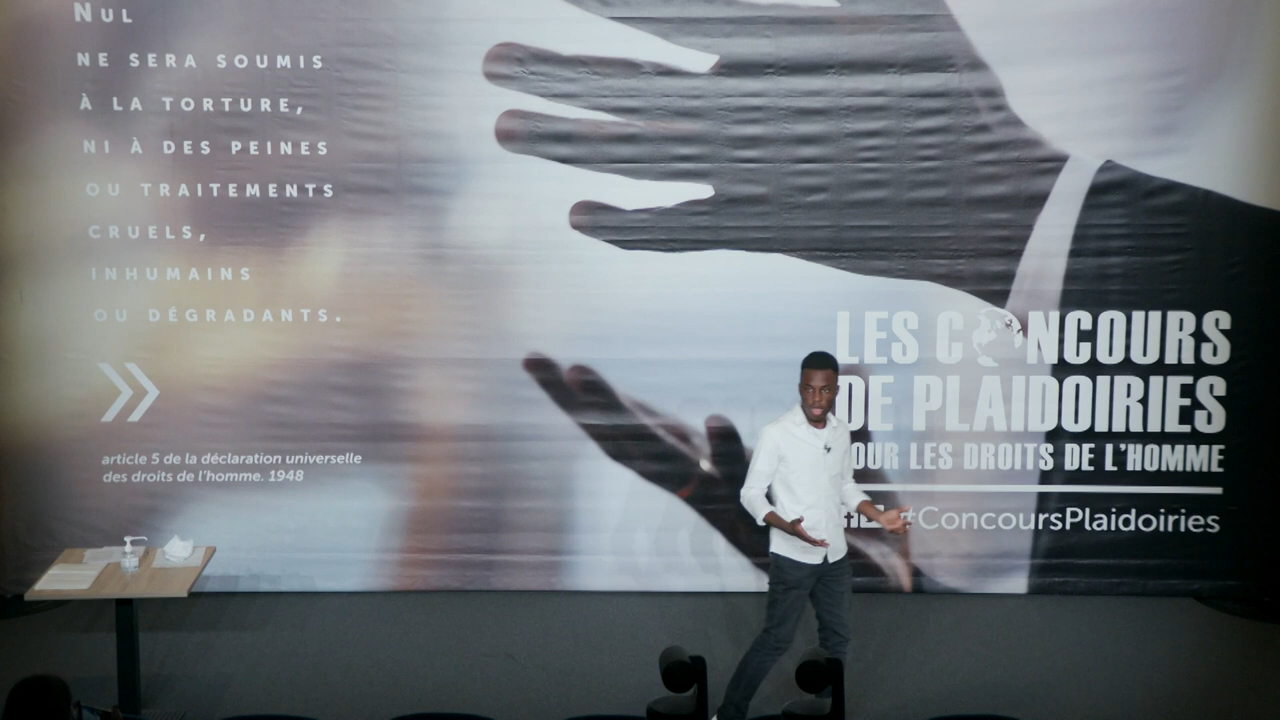 NUL
NE SERA SOUMIS
À LA TORTURE,
NI À DES PEINES
OU TRAITEMENTS
CRUELS,
INHUMAINS
OU DÉGRADANTS.
article 5 de la déclaration universelle
des droits de l'homme. 1948
LES CONCOURS
DE PLAIDOIRIES
POUR LES DROITS DE L'HOMME
#ConcoursPlaidoiries